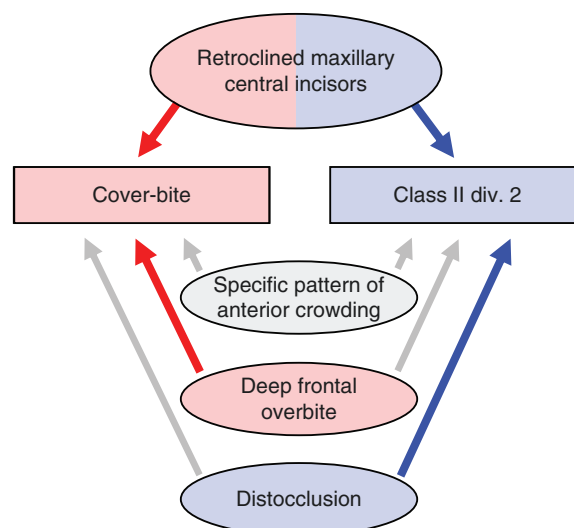 Retroclined maxillary
central incisors
Cover-bite
Class II div. 2
Specific pattern of
anterior crowding
Deep frontal
overbite
Distocclusion